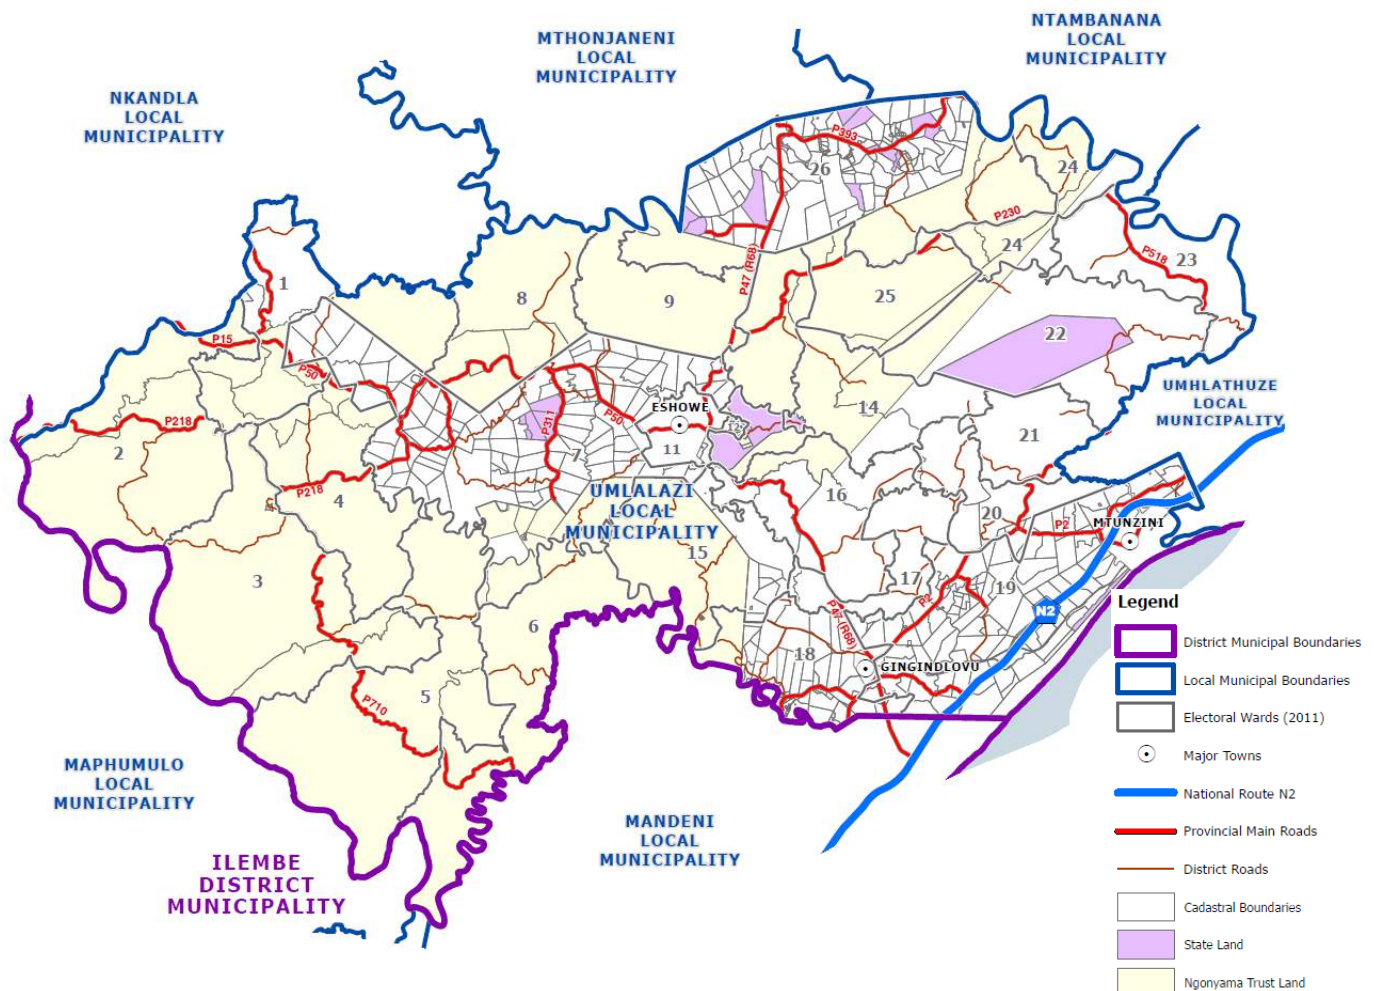 NTAMBANANA
LOCAL
MUNICIPALITY
MTHONJANENI
LOCAL
MUNICIPALITY
NKANDLA
LOCAL
MUNICIPALITY
P393
26
24
P230
24
P518
23
P47 (R68)
1
8
9
25
22
P15
P50
UMHLATHUZE
LOCAL
MUNICIPALITY
ESHOWE
P218
P311
P50
12
14
2
7
11
21
P218
4
UMLALAZI
LOCAL
MUNICIPALITY
16
20
P2
MTUNZINI
15
3
17
19
P2
N2
P47 (R68)
6
18
GINGINDLOVU
5
P710
MAPHUMULO
LOCAL
MUNICIPALITY
MANDENI
LOCAL
MUNICIPALITY
ILEMBE
DISTRICT
MUNICIPALITY
Legend
District Municipal Boundaries
Local Municipal Boundaries
Electoral Wards (2011)
Major Towns
National Route N2
Provincial Main Roads
District Roads
Cadastral Boundaries
State Land
Ngonyama Trust Land